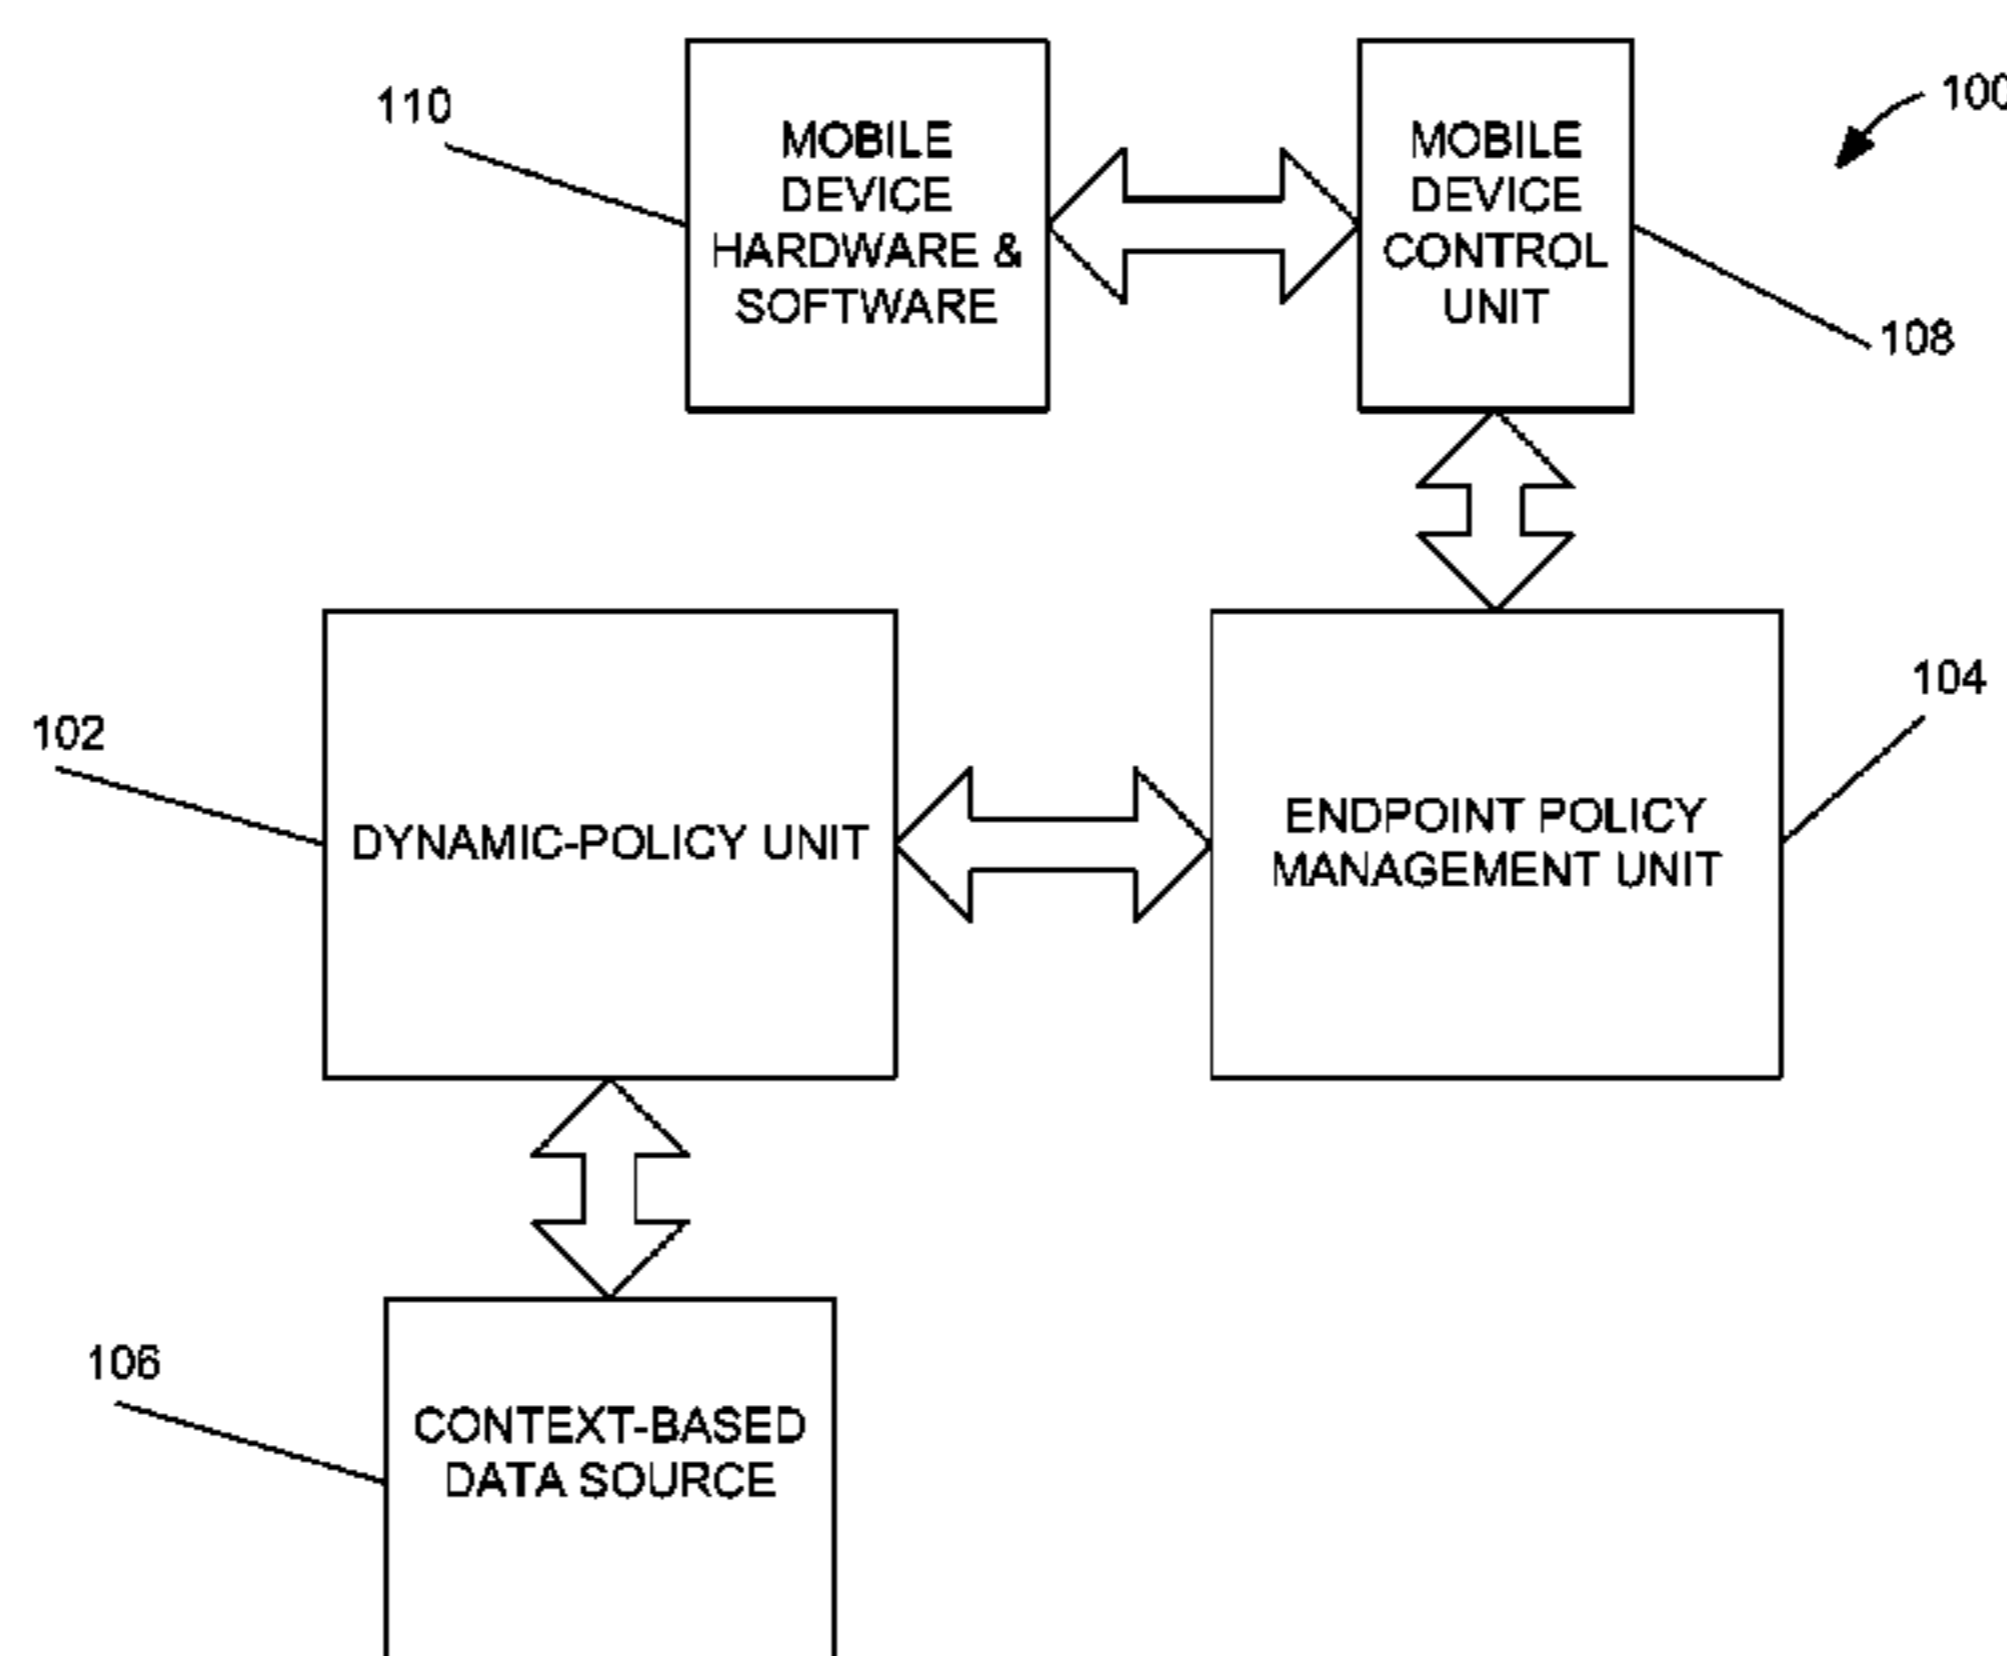 110
MOBILE
DEVICE
HARDWARE &
SOFTWARE
MOBILE
DEVICE
CONTROL
UNIT
100
108
102
DYNAMIC-POLICY UNIT
ENDPOINT POLICY
MANAGEMENT UNIT
104
106
CONTEXT-BASED
DATA SOURCE